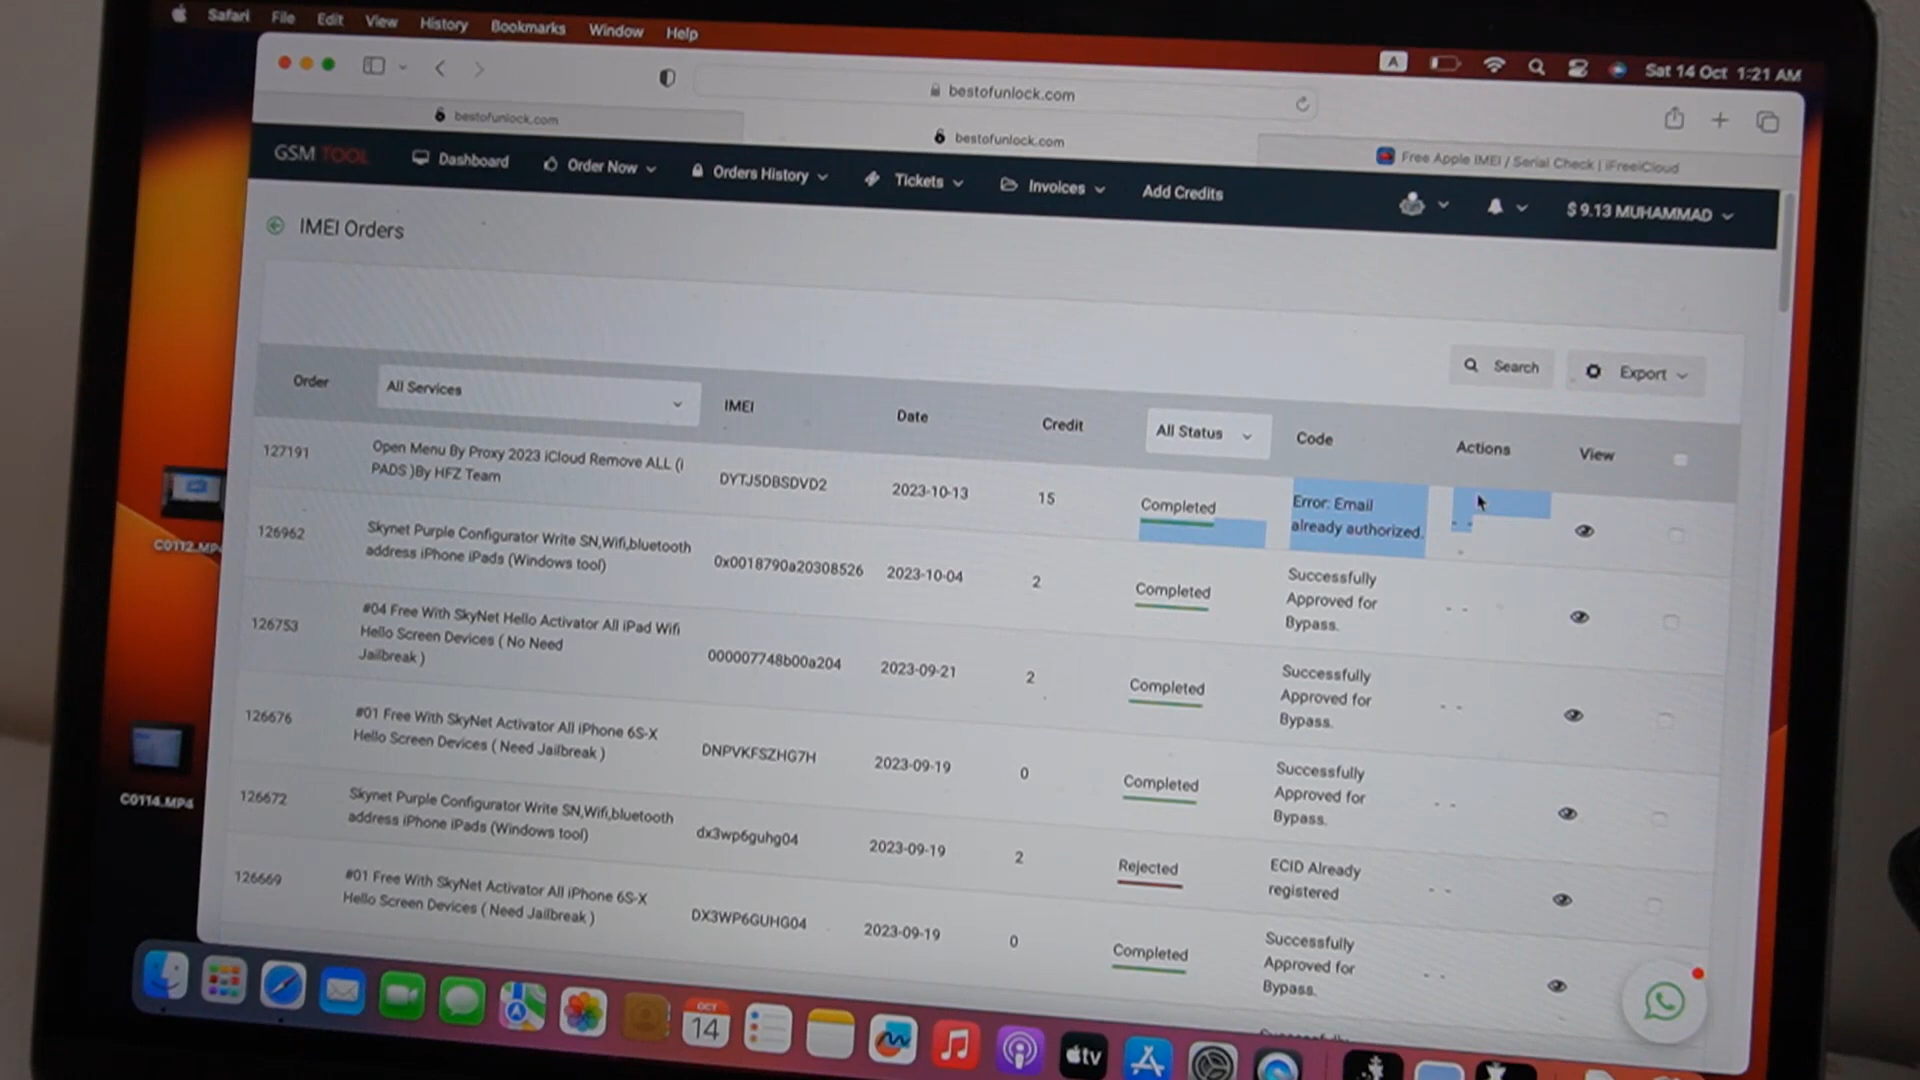 Safari File Edit View History Bookmarks Window Help
A Sat 14 Oct 1:21 AM
bestofunlock.com
bestofunlock.com
bestofunlock.com
Free Apple IMEI / Serial Check | iFreeiCloud
GSM TOOL Dashboard Order Now Orders History Tickets Invoices Add Credits $ 9.13 MUHAMMAD
IMEI Orders
Search Export
Order All Services IMEI Date Credit All Status Code Actions View
127191 Open Menu By Proxy 2023 iCloud Remove ALL (i
PADS )By HFZ Team
DYTJ5DBSDVD2 2023-10-13 15 Completed
Error: Email
already authorized.
- -
126962 Skynet Purple Configurator Write SN,Wifi,bluetooth
address iPhone iPads (Windows tool)
0x0018790a20308526 2023-10-04 2 Completed
Successfully
Approved for
Bypass.
- -
126753 #04 Free With SkyNet Hello Activator All iPad Wifi
Hello Screen Devices ( No Need
Jailbreak )
000007748b00a204 2023-09-21 2 Completed
Successfully
Approved for
Bypass.
- -
126676 #01 Free With SkyNet Activator All iPhone 6S-X
Hello Screen Devices ( Need Jailbreak )
DNPVKFSZHG7H 2023-09-19 0 Completed
Successfully
Approved for
Bypass.
- -
126672 Skynet Purple Configurator Write SN,Wifi,bluetooth
address iPhone iPads (Windows tool)
dx3wp6guhg04 2023-09-19 2 Rejected
ECID Already
registered
- -
126669 #01 Free With SkyNet Activator All iPhone 6S-X
Hello Screen Devices ( Need Jailbreak )
DX3WP6GUHG04 2023-09-19 0 Completed
Successfully
Approved for
Bypass.
- -
C0112.MP
C0114.MP4
OCT
14
tv